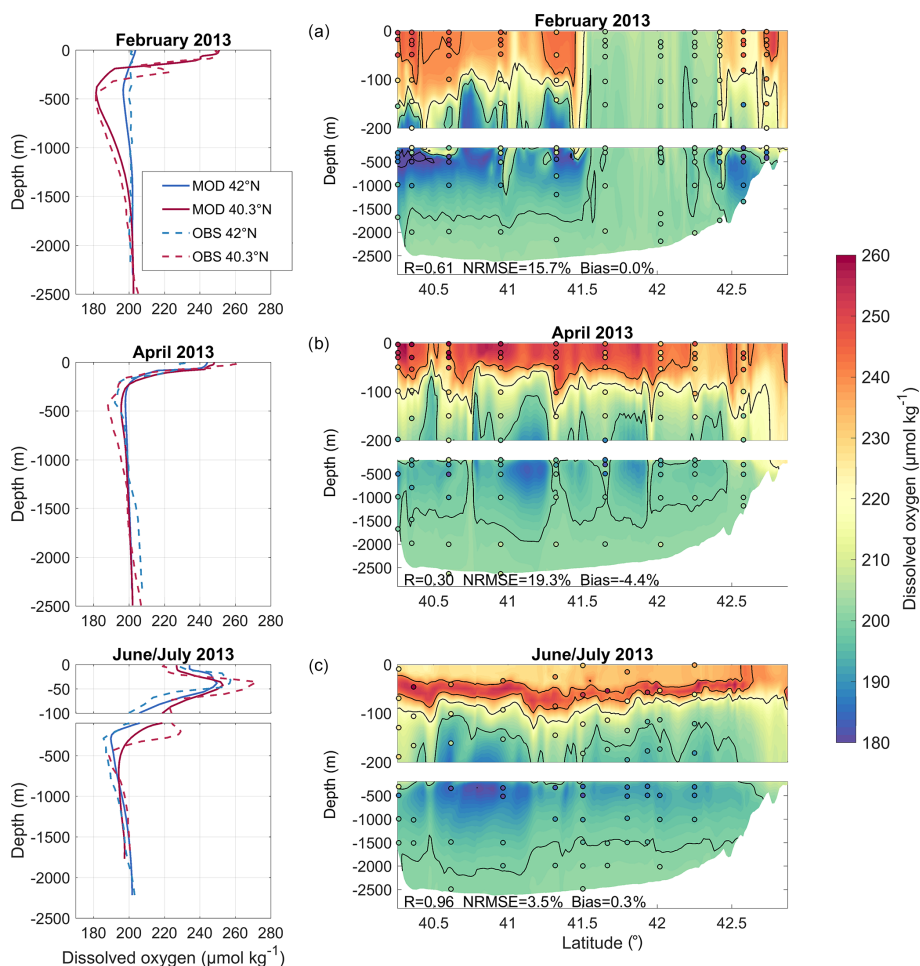 February 2013
0
-500
-1000
-1500
-2000
-2500
Depth (m)
180 200 220 240 260
MOD 42°N
MOD 40.3°N
OBS 42°N
OBS 40.3°N
(a)
February 2013
0
-100
-200
Depth (m)
-500
-1000
-1500
-2000
Depth (m)
R=0.61 NRMSE=15.7% Bias=0.0%
40.5 41 41.5 42 42.5
April 2013
0
-500
-1000
-1500
-2000
-2500
Depth (m)
180 200 220 240 260
(b)
April 2013
0
-100
-200
Depth (m)
-500
-1000
-1500
-2000
Depth (m)
R=0.30 NRMSE=19.3% Bias=-4.4%
40.5 41 41.5 42 42.5
June/July 2013
0
-50
-100
500
-1000
-1500
-2000
-2500
Depth (m)
180 200 220 240 260 280
Dissolved oxygen (μmol kg⁻¹)
(c)
June/July 2013
0
-100
-200
Depth (m)
-500
-1000
-1500
-2000
-2500
Depth (m)
R=0.96 NRMSE=3.5% Bias=0.3%
40.5 41 41.5 42 42.5
Latitude (°)
260
250
240
230
220
210
200
190
180
Dissolved oxygen (μmol kg⁻¹)